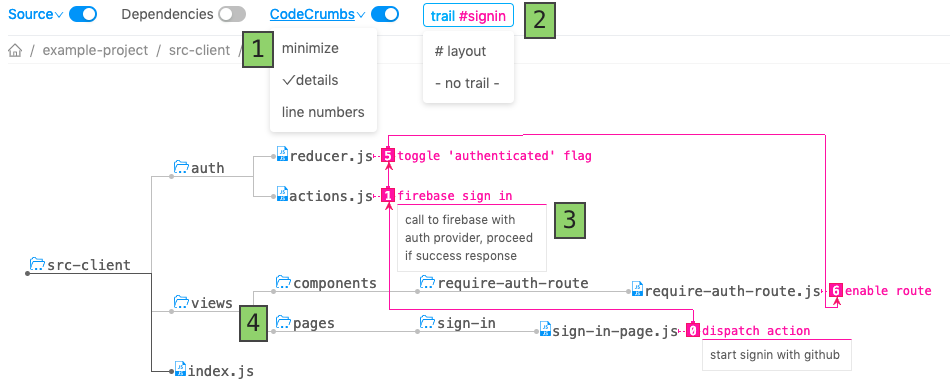 Source Dependencies CodeCrumbs trail #signin 2
/ example-project / src-client / 1 minimize # layout
✓details - no trail -
line numbers
reducer.js 5 toggle 'authenticated' flag
auth
actions.js 1 firebase sign in
call to firebase with 3
auth provider, proceed
if success response
src-client
components require-auth-route require-auth-route.js 6 enable route
views
4 pages sign-in sign-in-page.js 0 dispatch action
start signin with github
index.js